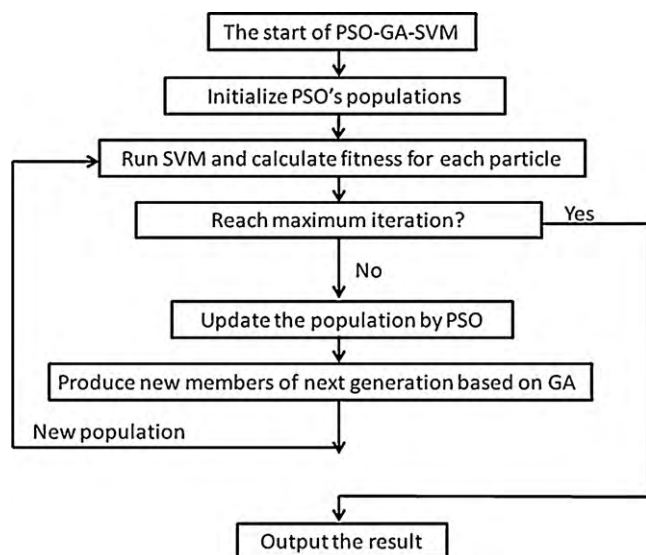 The start of PSO-GA-SVM
Initialize PSO's populations
Run SVM and calculate fitness for each particle
Reach maximum iteration?
Yes
No
Update the population by PSO
Produce new members of next generation based on GA
New population
Output the result